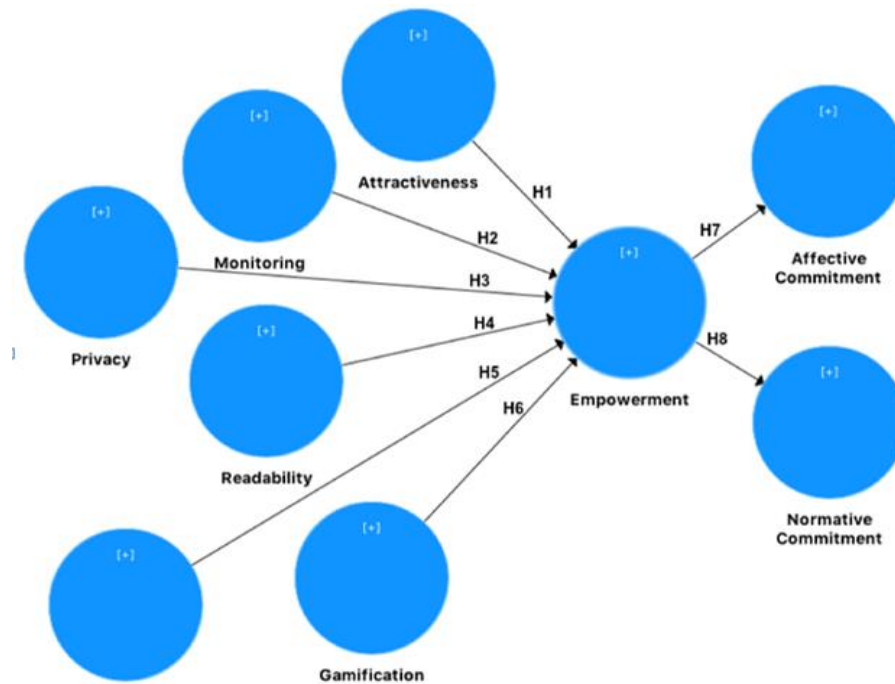 [+]
Attractiveness
[+]
Monitoring
[+]
Privacy
[+]
Readability
[+]
[+]
Gamification
H1
H2
H3
H4
H5
H6
[+]
Empowerment
H7
H8
[+]
Affective
Commitment
[+]
Normative
Commitment
]